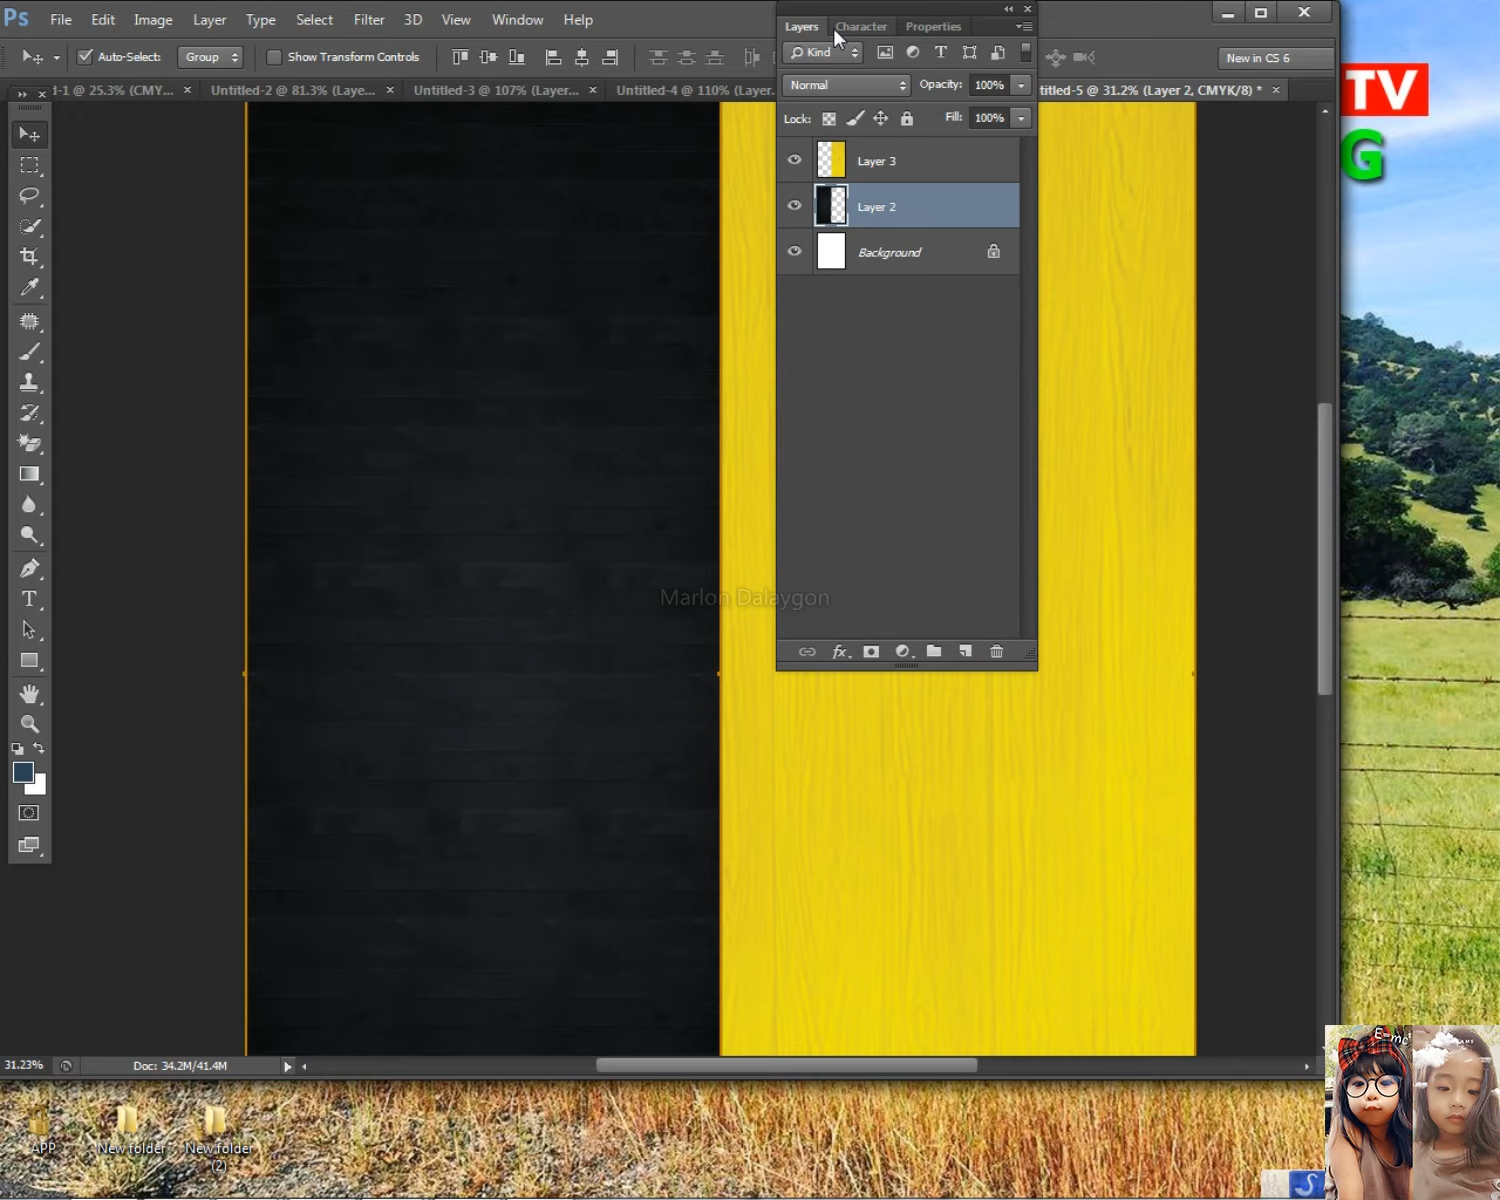 Ps File Edit Image Layer Type Select Filter 3D View Window Help
Layers Character Properties
Auto-Select: Group Show Transform Controls
Kind
New in CS 6
Normal Opacity: 100%
d-1 @ 25.3% (CMY... × Untitled-2 @ 81.3% (Laye... × Untitled-3 @ 107% (Layer... × Untitled-4 @ 110% (Layer. titled-5 @ 31.2% (Layer 2, CMYK/8) * ×
TV
Lock: Fill: 100%
G
Layer 3
Layer 2
Background
Marlon Dalaygon
fx
T
31.23% Doc: 34.2M/41.4M
E=mc
APP New folder New folder
(2)